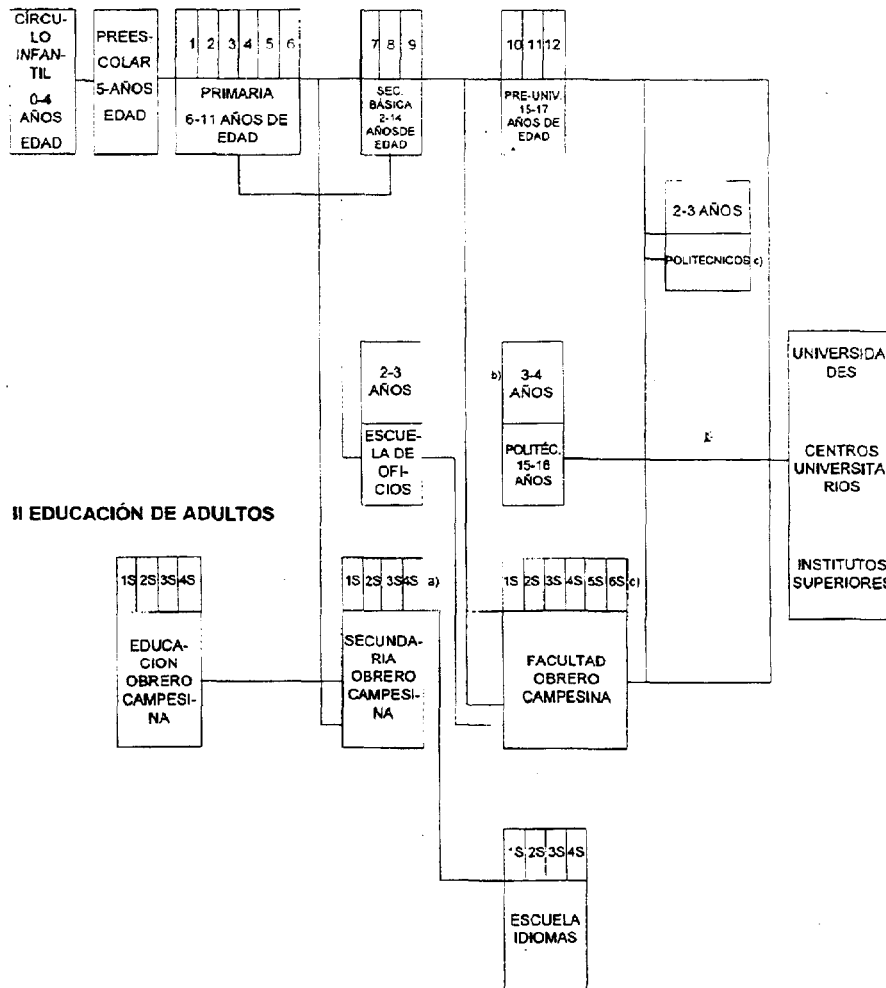 CÍRCU-
LO
INFAN-
TIL
0-4
AÑOS
EDAD
PREES-
COLAR
5-AÑOS
EDAD
1 2 3 4 5 6
PRIMARIA
6-11 AÑOS DE
EDAD
7 8 9
SEC.
BÁSICA
2-14
AÑOSDE
EDAD
10 11 12
PRE-UNIV.
15-17
AÑOS DE
EDAD
2-3 AÑOS
POLITECNICOS c)
2-3
AÑOS
ESCUE-
LA DE
OFI-
CIOS
b) 3-4
AÑOS
POLITÉC.
15-18
AÑOS
UNIVERSIDA
DES
CENTROS
UNIVERSITA
RIOS
INSTITUTOS
SUPERIORES
II EDUCACIÓN DE ADULTOS
1S 2S 3S 4S
EDUCA-
CION
OBRERO
CAMPESI-
NA
1S 2S 3S 4S a)
SECUNDA-
RIA
OBRERO
CAMPESI-
NA
1S 2S 3S 4S 5S 6S c)
FACULTAD
OBRERO
CAMPESINA
1S 2S 3S 4S
ESCUELA
IDIOMAS